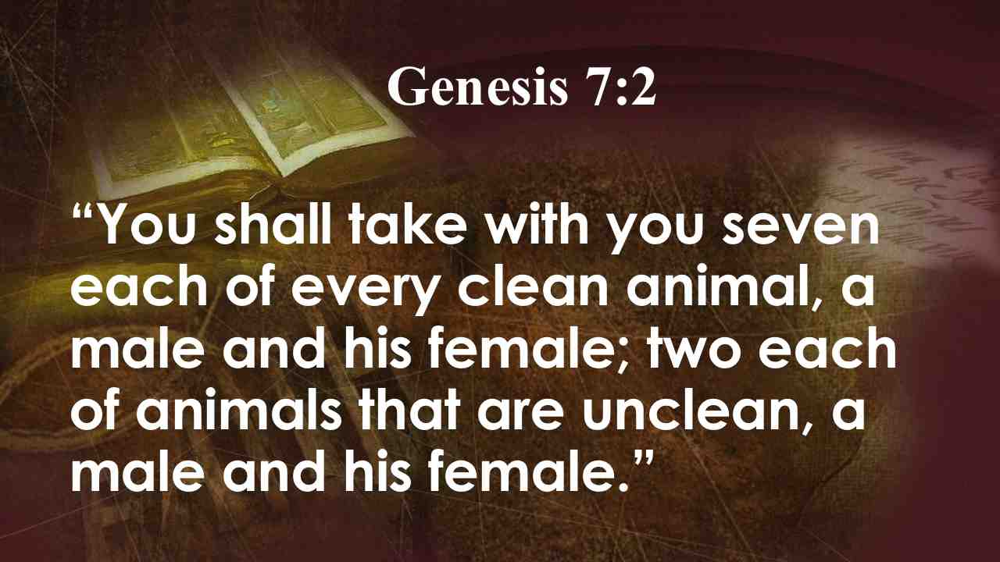 Genesis 7:2
“You shall take with you seven
each of every clean animal, a
male and his female; two each
of animals that are unclean, a
male and his female.”